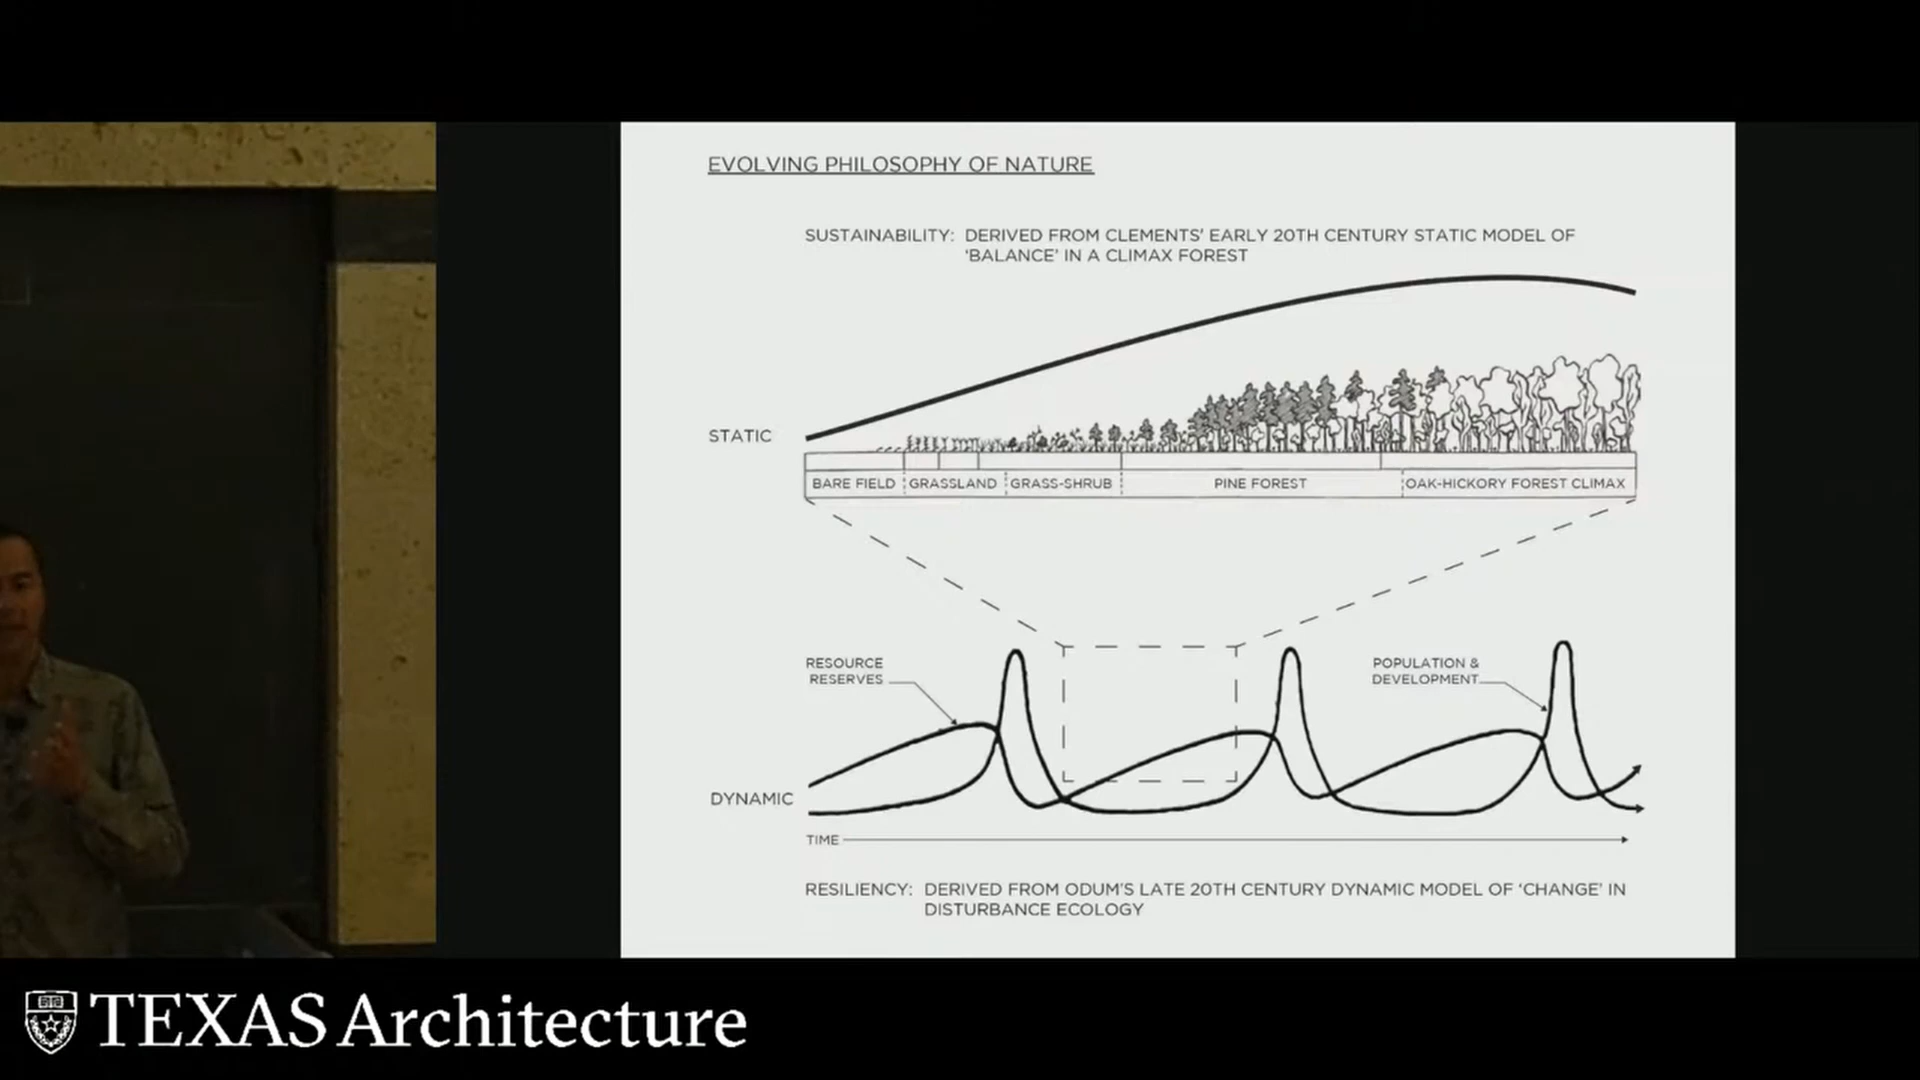 EVOLVING PHILOSOPHY OF NATURE
SUSTAINABILITY: DERIVED FROM CLEMENTS' EARLY 20TH CENTURY STATIC MODEL OF
'BALANCE' IN A CLIMAX FOREST
STATIC
BARE FIELD GRASSLAND GRASS-SHRUB PINE FOREST OAK-HICKORY FOREST CLIMAX
RESOURCE
RESERVES
POPULATION &
DEVELOPMENT
DYNAMIC
TIME
RESILIENCY: DERIVED FROM ODUM'S LATE 20TH CENTURY DYNAMIC MODEL OF 'CHANGE' IN
DISTURBANCE ECOLOGY
TEXAS Architecture